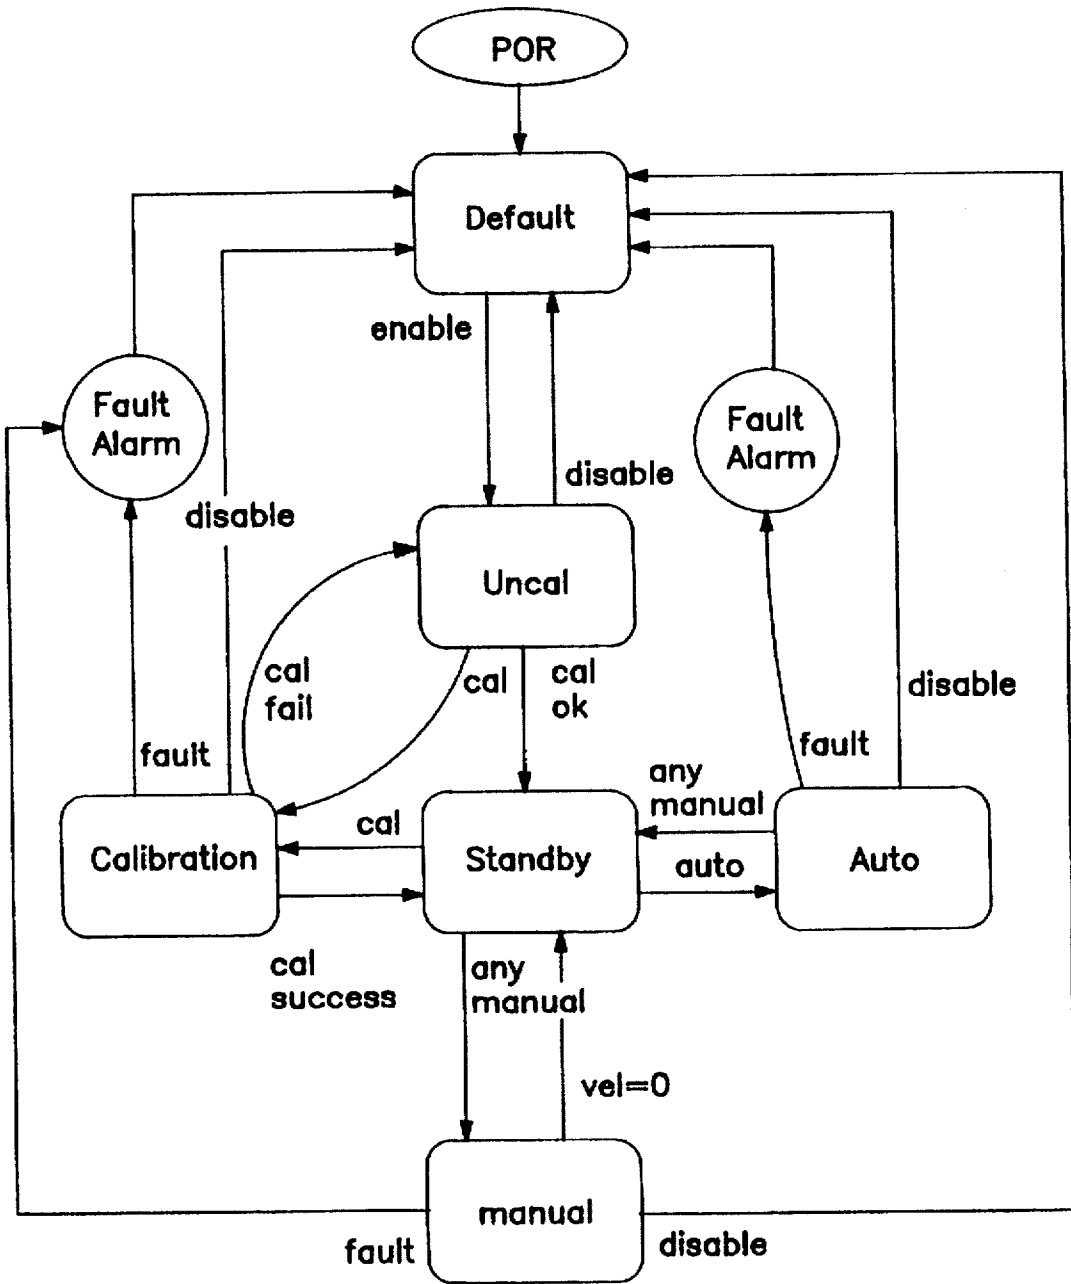 POR
Default
enable
Fault
Alarm
Fault
Alarm
disable
disable
Uncal
cal
fail
cal
cal
ok
disable
fault
fault
any
manual
cal
Calibration
Standby
auto
Auto
cal
success
any
manual
vel=0
manual
fault
disable